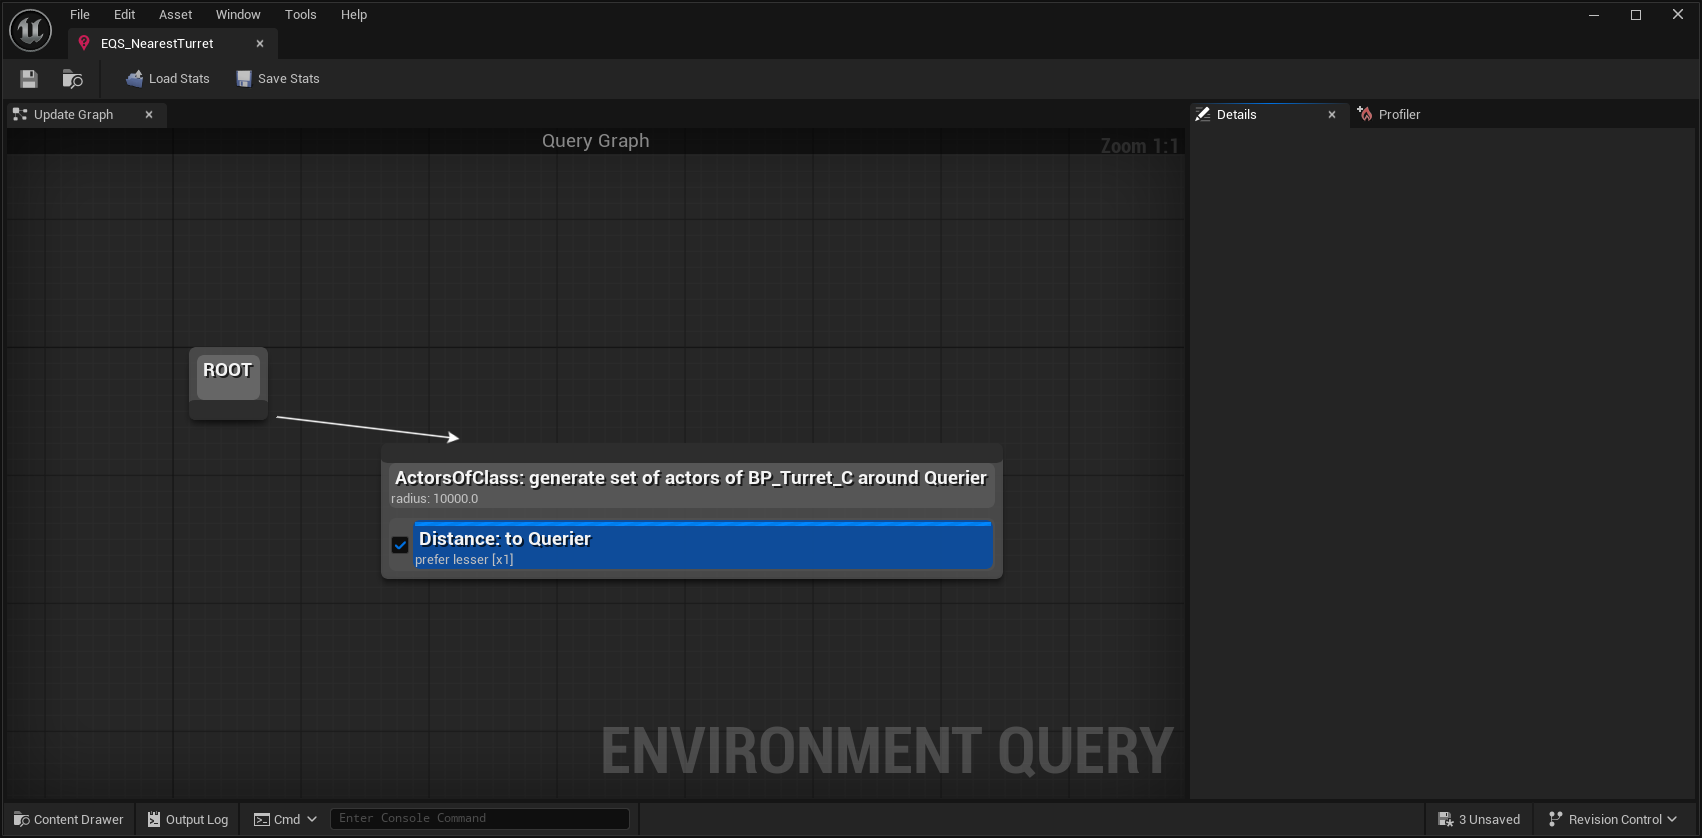 File Edit Asset Window Tools Help
EQS_NearestTurret
Load Stats Save Stats
Update Graph
Details
Profiler
Query Graph
Zoom 1:1
ROOT
ActorsOfClass: generate set of actors of BP_Turret_C around Querier
radius: 10000.0
Distance: to Querier
prefer lesser [x1]
ENVIRONMENT QUERY
Content Drawer Output Log Cmd Enter Console Command 3 Unsaved Revision Control